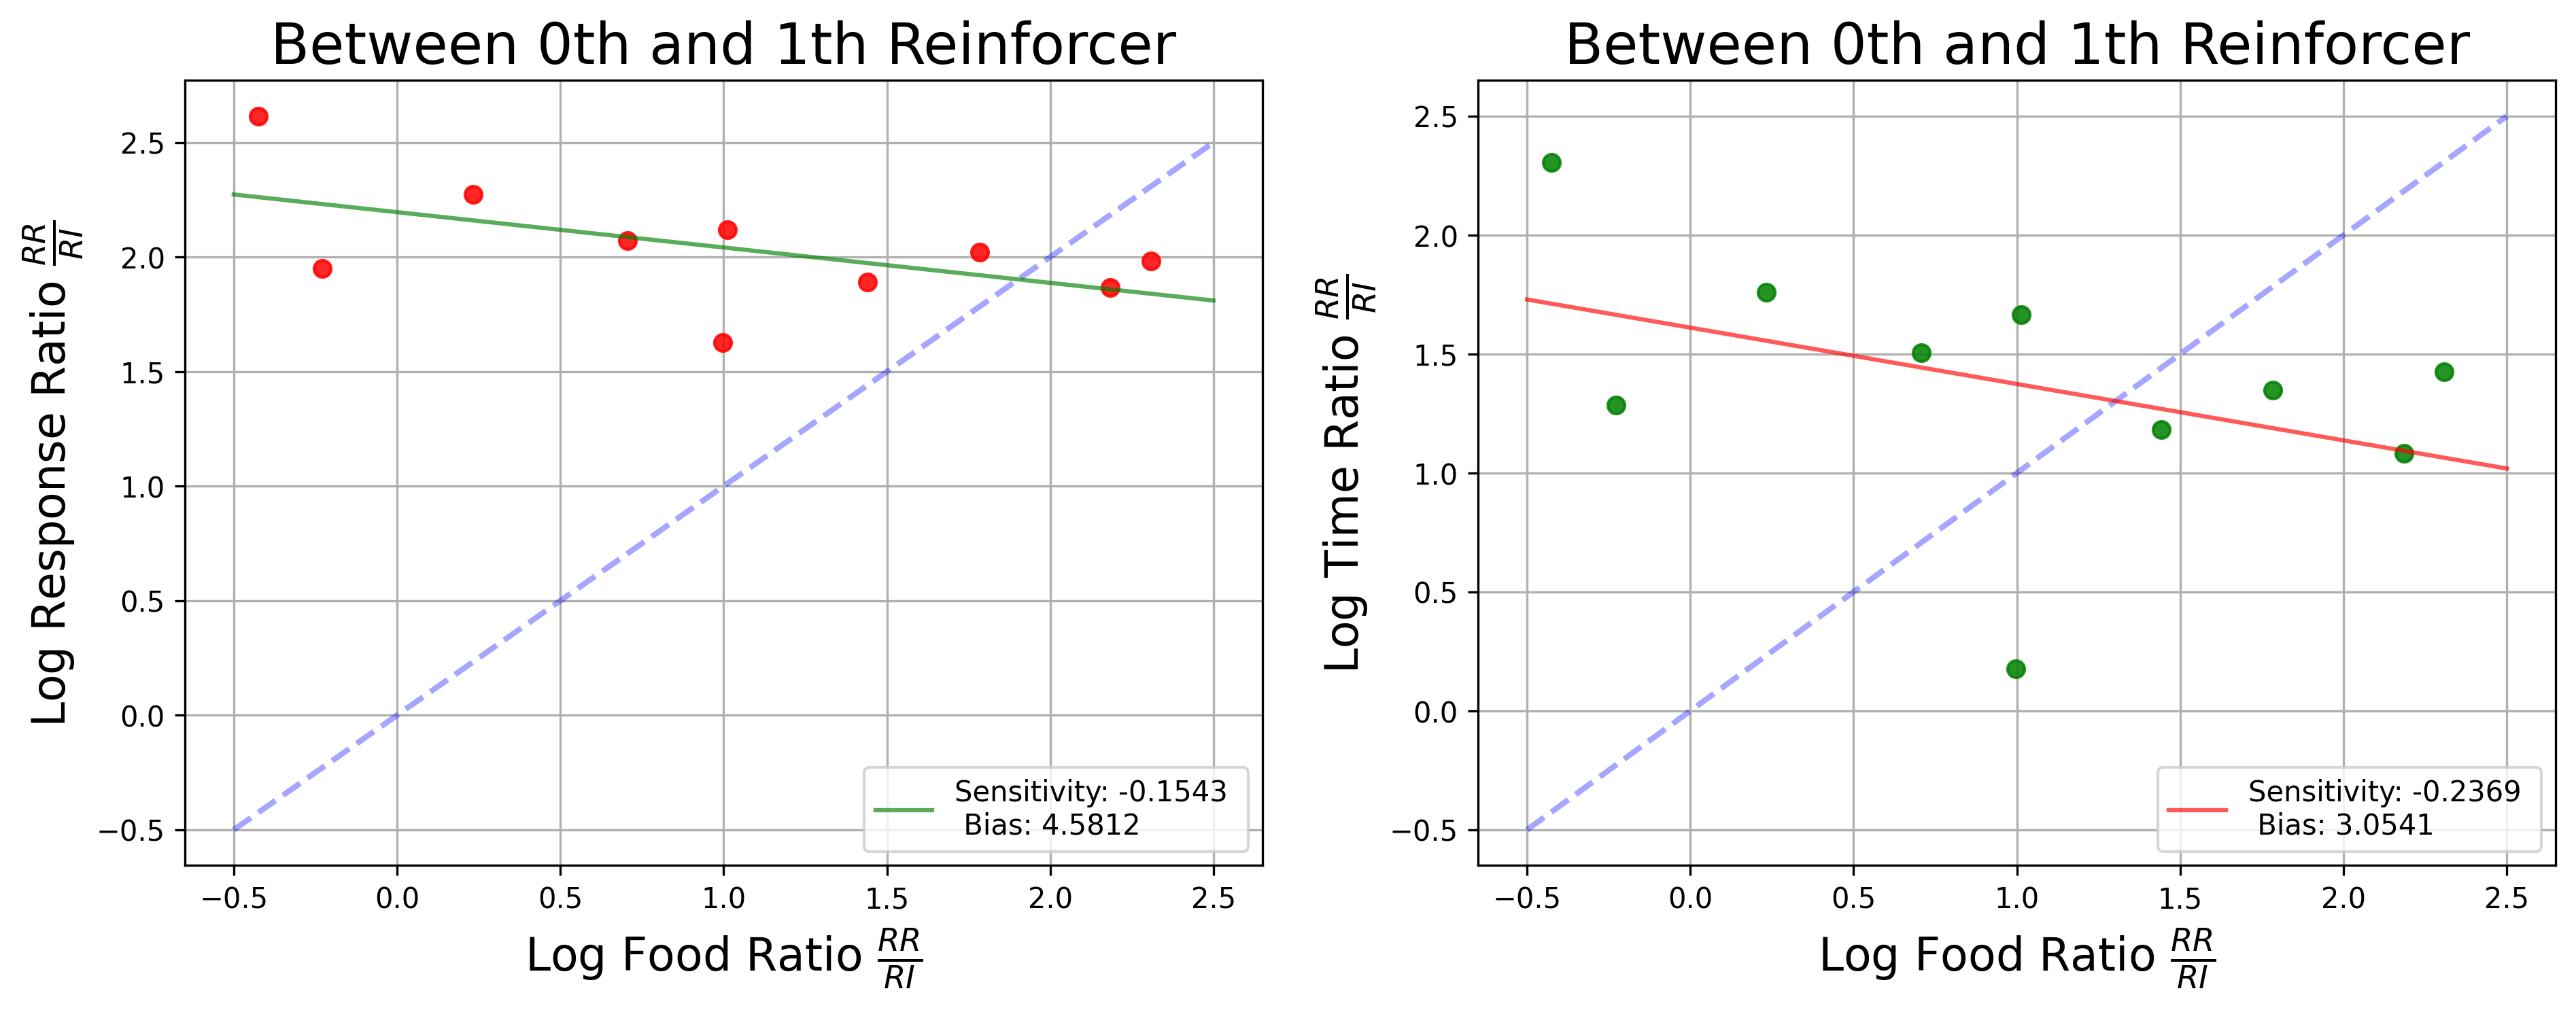 Between 0th and 1th Reinforcer
Log Response Ratio RR/RI
2.5
2.0
1.5
1.0
0.5
0.0
−0.5
Sensitivity: -0.1543
Bias: 4.5812
−0.5 0.0 0.5 1.0 1.5 2.0 2.5
Log Food Ratio RR/RI
Between 0th and 1th Reinforcer
Log Time Ratio RR/RI
2.5
2.0
1.5
1.0
0.5
0.0
−0.5
Sensitivity: -0.2369
Bias: 3.0541
−0.5 0.0 0.5 1.0 1.5 2.0 2.5
Log Food Ratio RR/RI